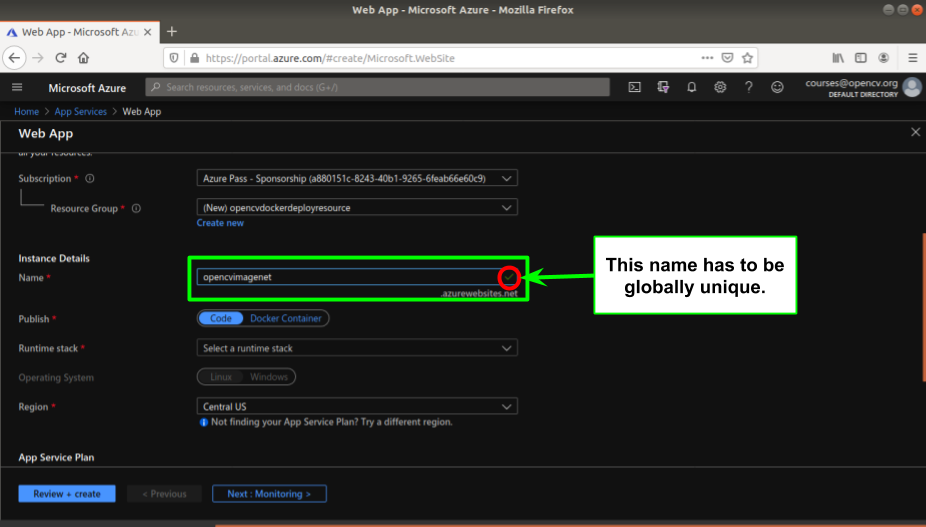 Web App - Microsoft Azure - Mozilla Firefox
Web App - Microsoft Azu
https://portal.azure.com/#create/Microsoft.WebSite
Microsoft Azure
Search resources, services, and docs (G+/)
courses@opencv.org
DEFAULT DIRECTORY
Home > App Services > Web App
Web App
all your resources.
Subscription *
Azure Pass - Sponsorship (a880151c-8243-40b1-9265-6feab66e60c9)
Resource Group *
(New) opencvdockerdeployresource
Create new
Instance Details
Name *
opencvimagenet
.azurewebsites.net
This name has to be
globally unique.
Publish *
Code Docker Container
Runtime stack *
Select a runtime stack
Operating System
Linux Windows
Region *
Central US
Not finding your App Service Plan? Try a different region.
App Service Plan
Review + create
< Previous
Next : Monitoring >